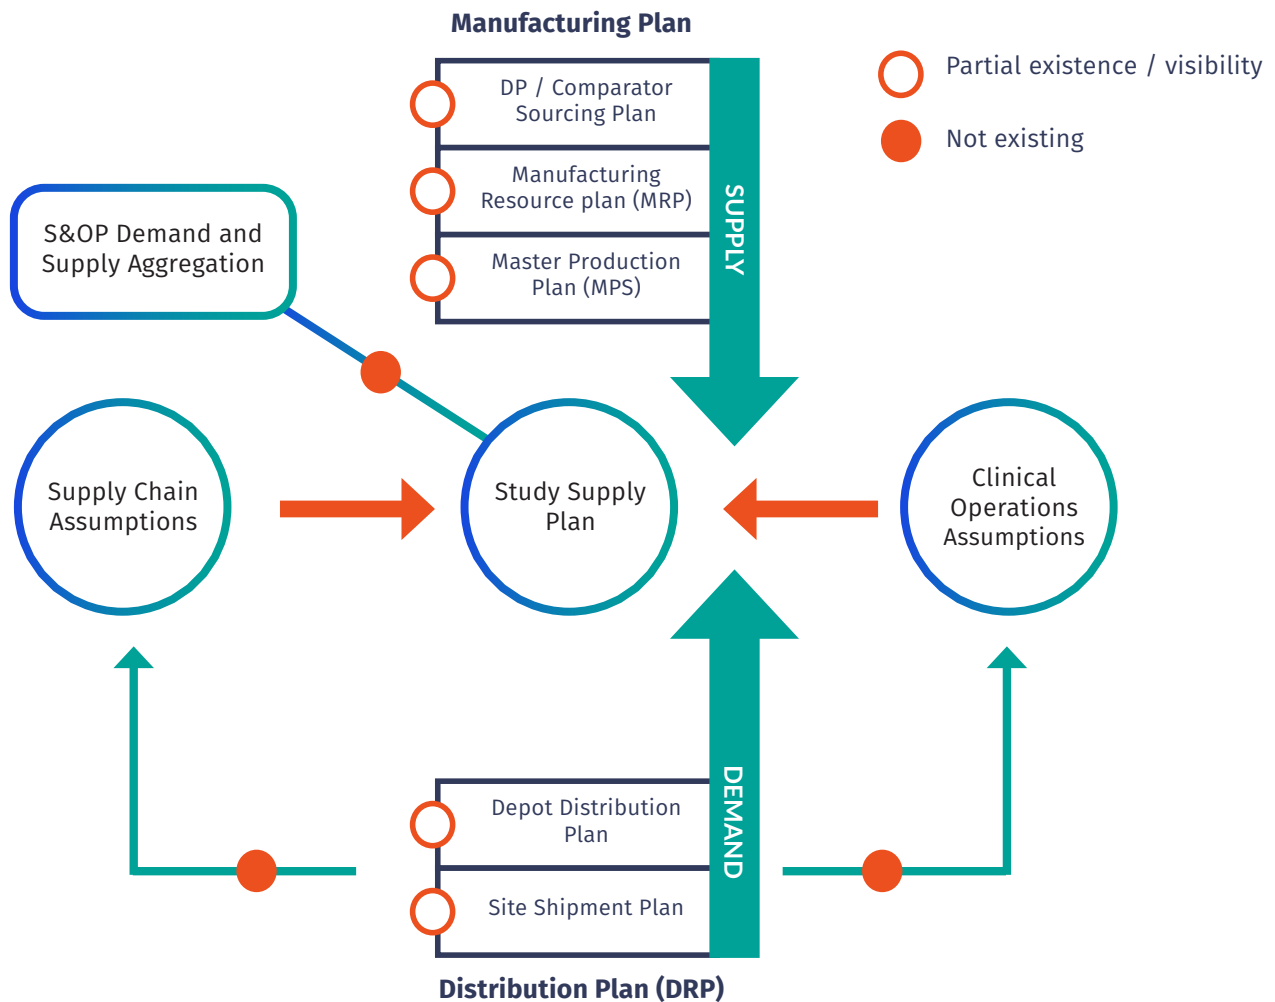 Manufacturing Plan
Partial existence / visibility
Not existing
DP / Comparator
Sourcing Plan
Manufacturing
Resource plan (MRP)
Master Production
Plan (MPS)
SUPPLY
S&OP Demand and
Supply Aggregation
Supply Chain
Assumptions
Study Supply
Plan
Clinical
Operations
Assumptions
Depot Distribution
Plan
Site Shipment Plan
DEMAND
Distribution Plan (DRP)